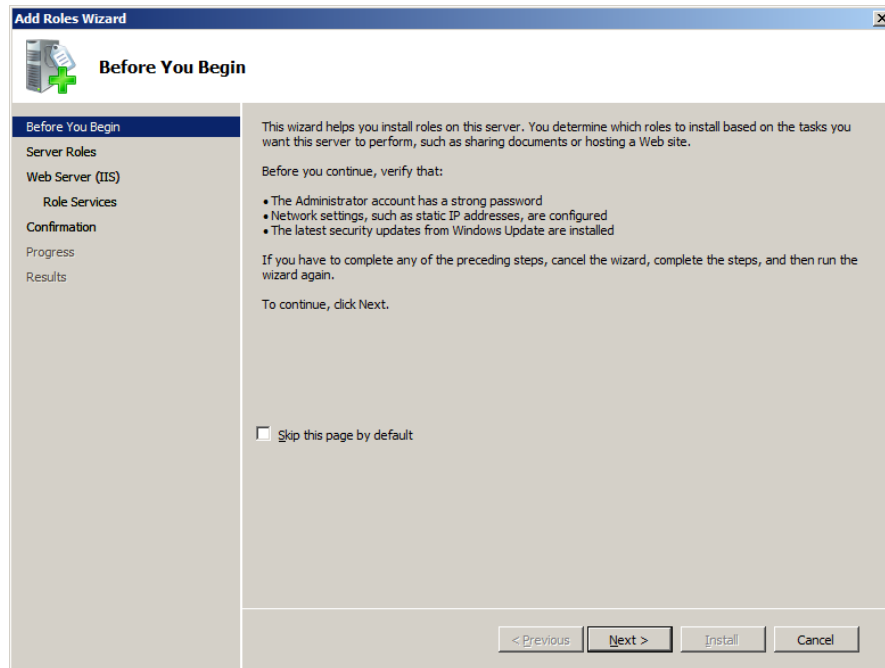 Add Roles Wizard
Before You Begin
Before You Begin
Server Roles
Web Server (IIS)
Role Services
Confirmation
Progress
Results
This wizard helps you install roles on this server. You determine which roles to install based on the tasks you
want this server to perform, such as sharing documents or hosting a Web site.
Before you continue, verify that:
• The Administrator account has a strong password
• Network settings, such as static IP addresses, are configured
• The latest security updates from Windows Update are installed
If you have to complete any of the preceding steps, cancel the wizard, complete the steps, and then run the
wizard again.
To continue, click Next.
Skip this page by default
< Previous Next > Install Cancel